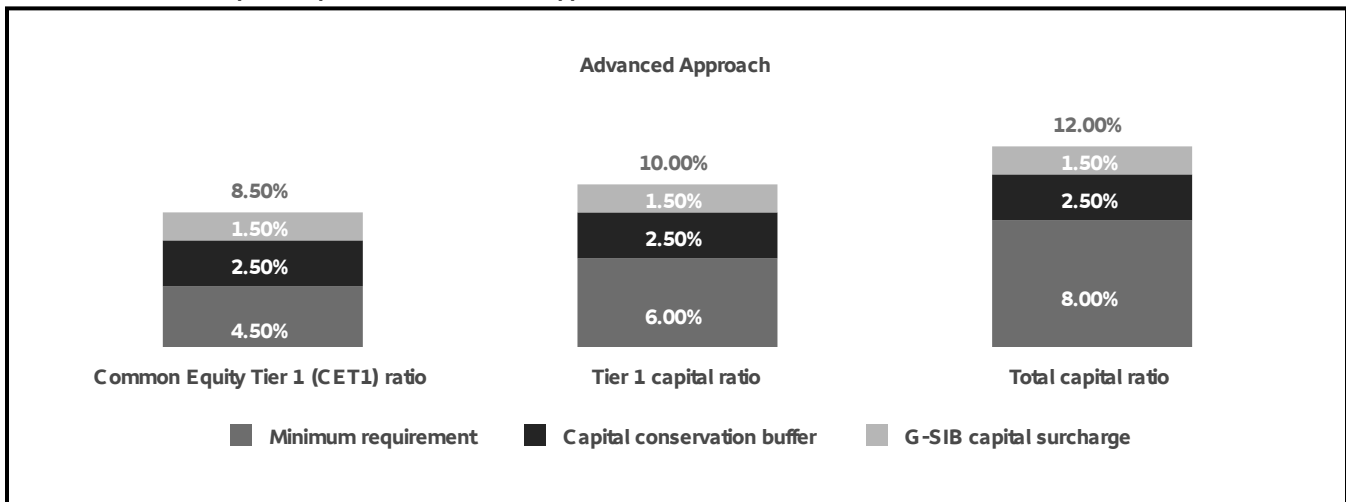 Advanced Approach
8.50%
1.50%
2.50%
4.50%
Common Equity Tier 1 (CET1) ratio
10.00%
1.50%
2.50%
6.00%
Tier 1 capital ratio
12.00%
1.50%
2.50%
8.00%
Total capital ratio
Minimum requirement
Capital conservation buffer
G-SIB capital surcharge